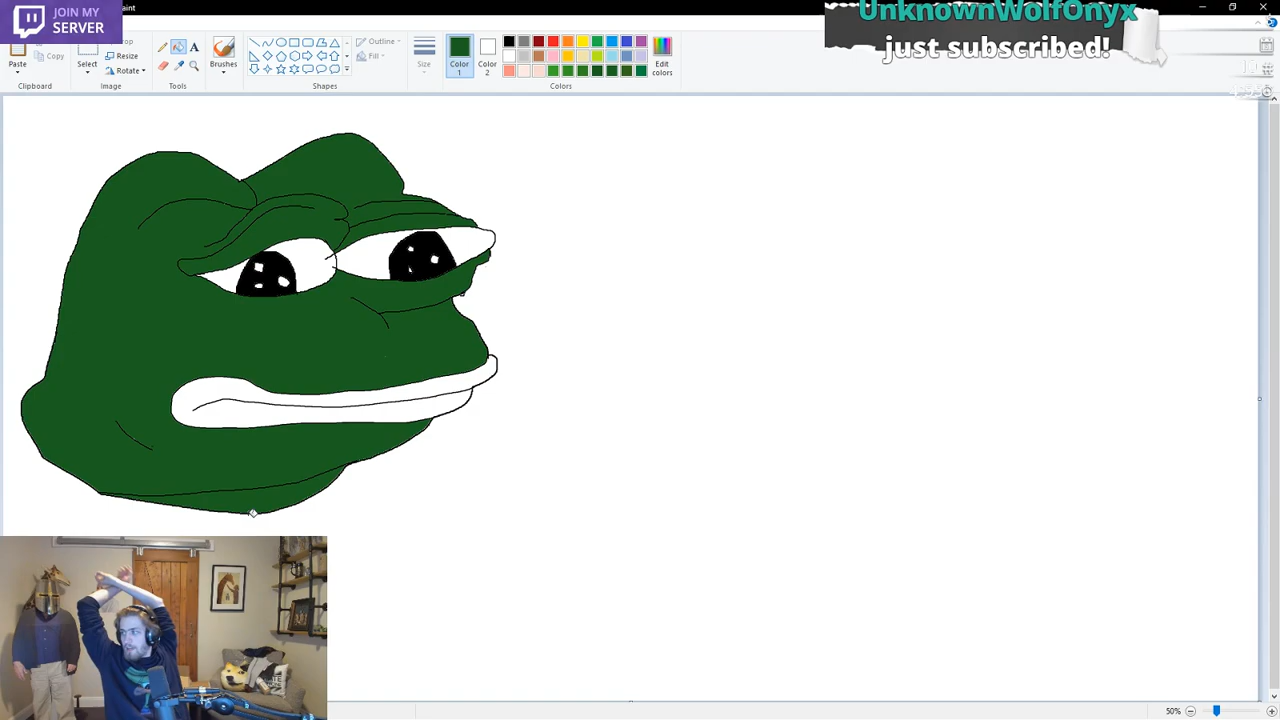 JOIN MY
SERVER
aint
UnknownWolfOnyx
just subscribed!
Paste
Copy
Clipboard
Select
Resize
Rotate
Image
A
Tools
Brushes
Outline
Fill
Shapes
Size
Color
1
Color
2
Edit
colors
Colors
50%